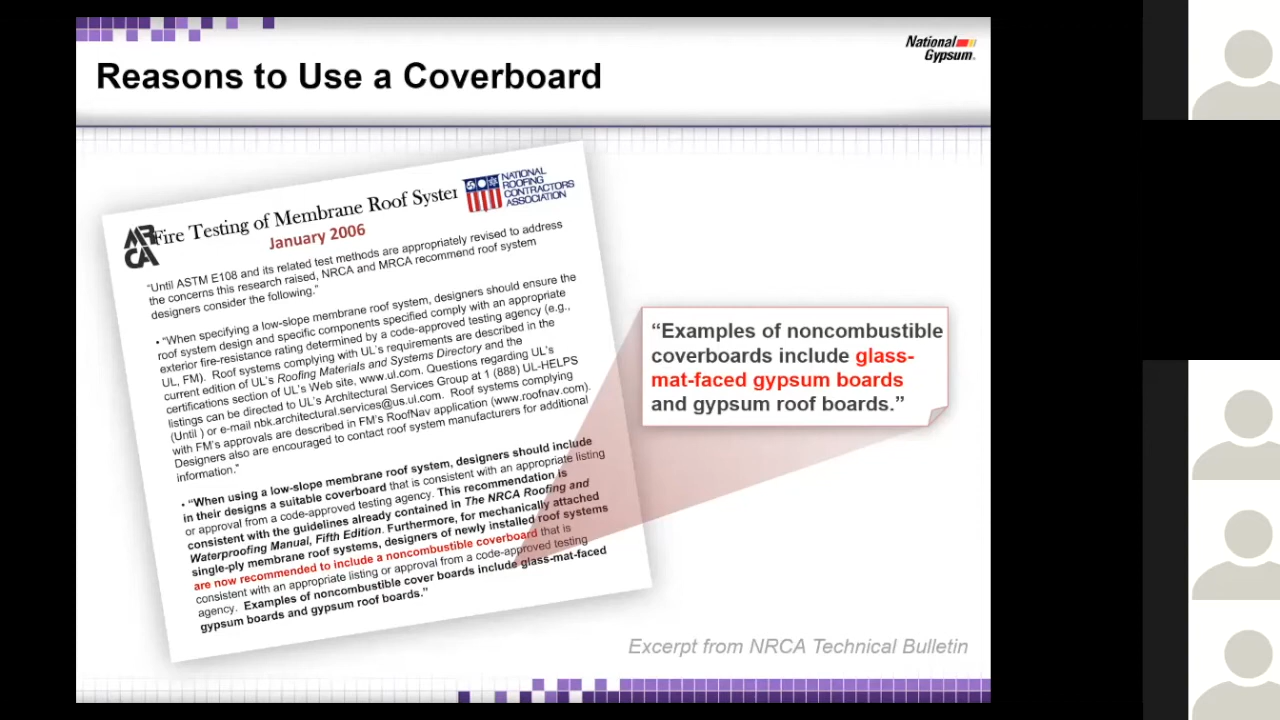 National
Gypsum.
Reasons to Use a Coverboard
MRCA
Fire Testing of Membrane Roof Syster
NATIONAL
ROOFING
CONTRACTORS
ASSOCIATION
January 2006
“Until ASTM E108 and its related test methods are appropriately revised to address
the concerns this research raised, NRCA and MRCA recommend roof system
designers consider the following.”
• “When specifying a low-slope membrane roof system, designers should ensure the
roof system design and specific components specified comply with an appropriate
exterior fire-resistance rating determined by a code-approved testing agency (e.g.,
UL, FM). Roof systems complying with UL’s requirements are described in the
current edition of UL’s Roofing Materials and Systems Directory and the
certifications section of UL’s Web site, www.ul.com. Questions regarding UL’s
listings can be directed to UL’s Architectural Services Group at 1 (888) UL-HELPS
(Until ) or e-mail nbk.architectural.services@us.ul.com. Roof systems complying
with FM’s approvals are described in FM’s RoofNav application (www.roofnav.com).
Designers also are encouraged to contact roof system manufacturers for additional
information.”
• “When using a low-slope membrane roof system, designers should include
in their designs a suitable coverboard that is consistent with an appropriate listing
or approval from a code-approved testing agency. This recommendation is
consistent with the guidelines already contained in The NRCA Roofing and
Waterproofing Manual, Fifth Edition. Furthermore, for mechanically attached
single-ply membrane roof systems, designers of newly installed roof systems
are now recommended to include a noncombustible coverboard that is
consistent with an appropriate listing or approval from a code-approved testing
agency. Examples of noncombustible cover boards include glass-mat-faced
gypsum boards and gypsum roof boards.”
“Examples of noncombustible
coverboards include glass-
mat-faced gypsum boards
and gypsum roof boards.”
Excerpt from NRCA Technical Bulletin